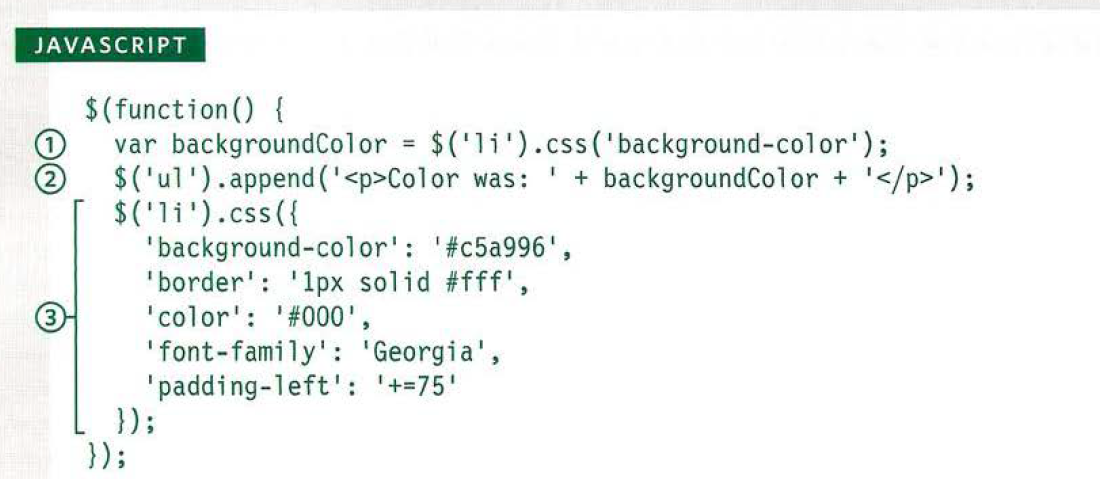 JAVASCRIPT
$(function() {
① var backgroundColor = $('li').css('background-color');
② $('ul').append('<p>Color was: ' + backgroundColor + '</p>');
$('li').css({
'background-color': '#c5a996',
'border': '1px solid #fff',
③ 'color': '#000',
'font-family': 'Georgia',
'padding-left': '+=75'
});
});